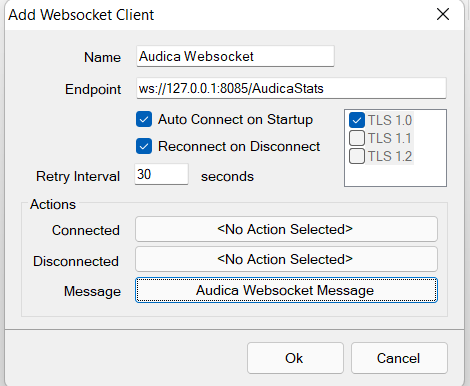 Add Websocket Client
Name Audica Websocket
Endpoint ws://127.0.0.1:8085/AudicaStats
Auto Connect on Startup
Reconnect on Disconnect
TLS 1.0
TLS 1.1
TLS 1.2
Retry Interval 30 seconds
Actions
Connected <No Action Selected>
Disconnected <No Action Selected>
Message Audica Websocket Message
Ok Cancel